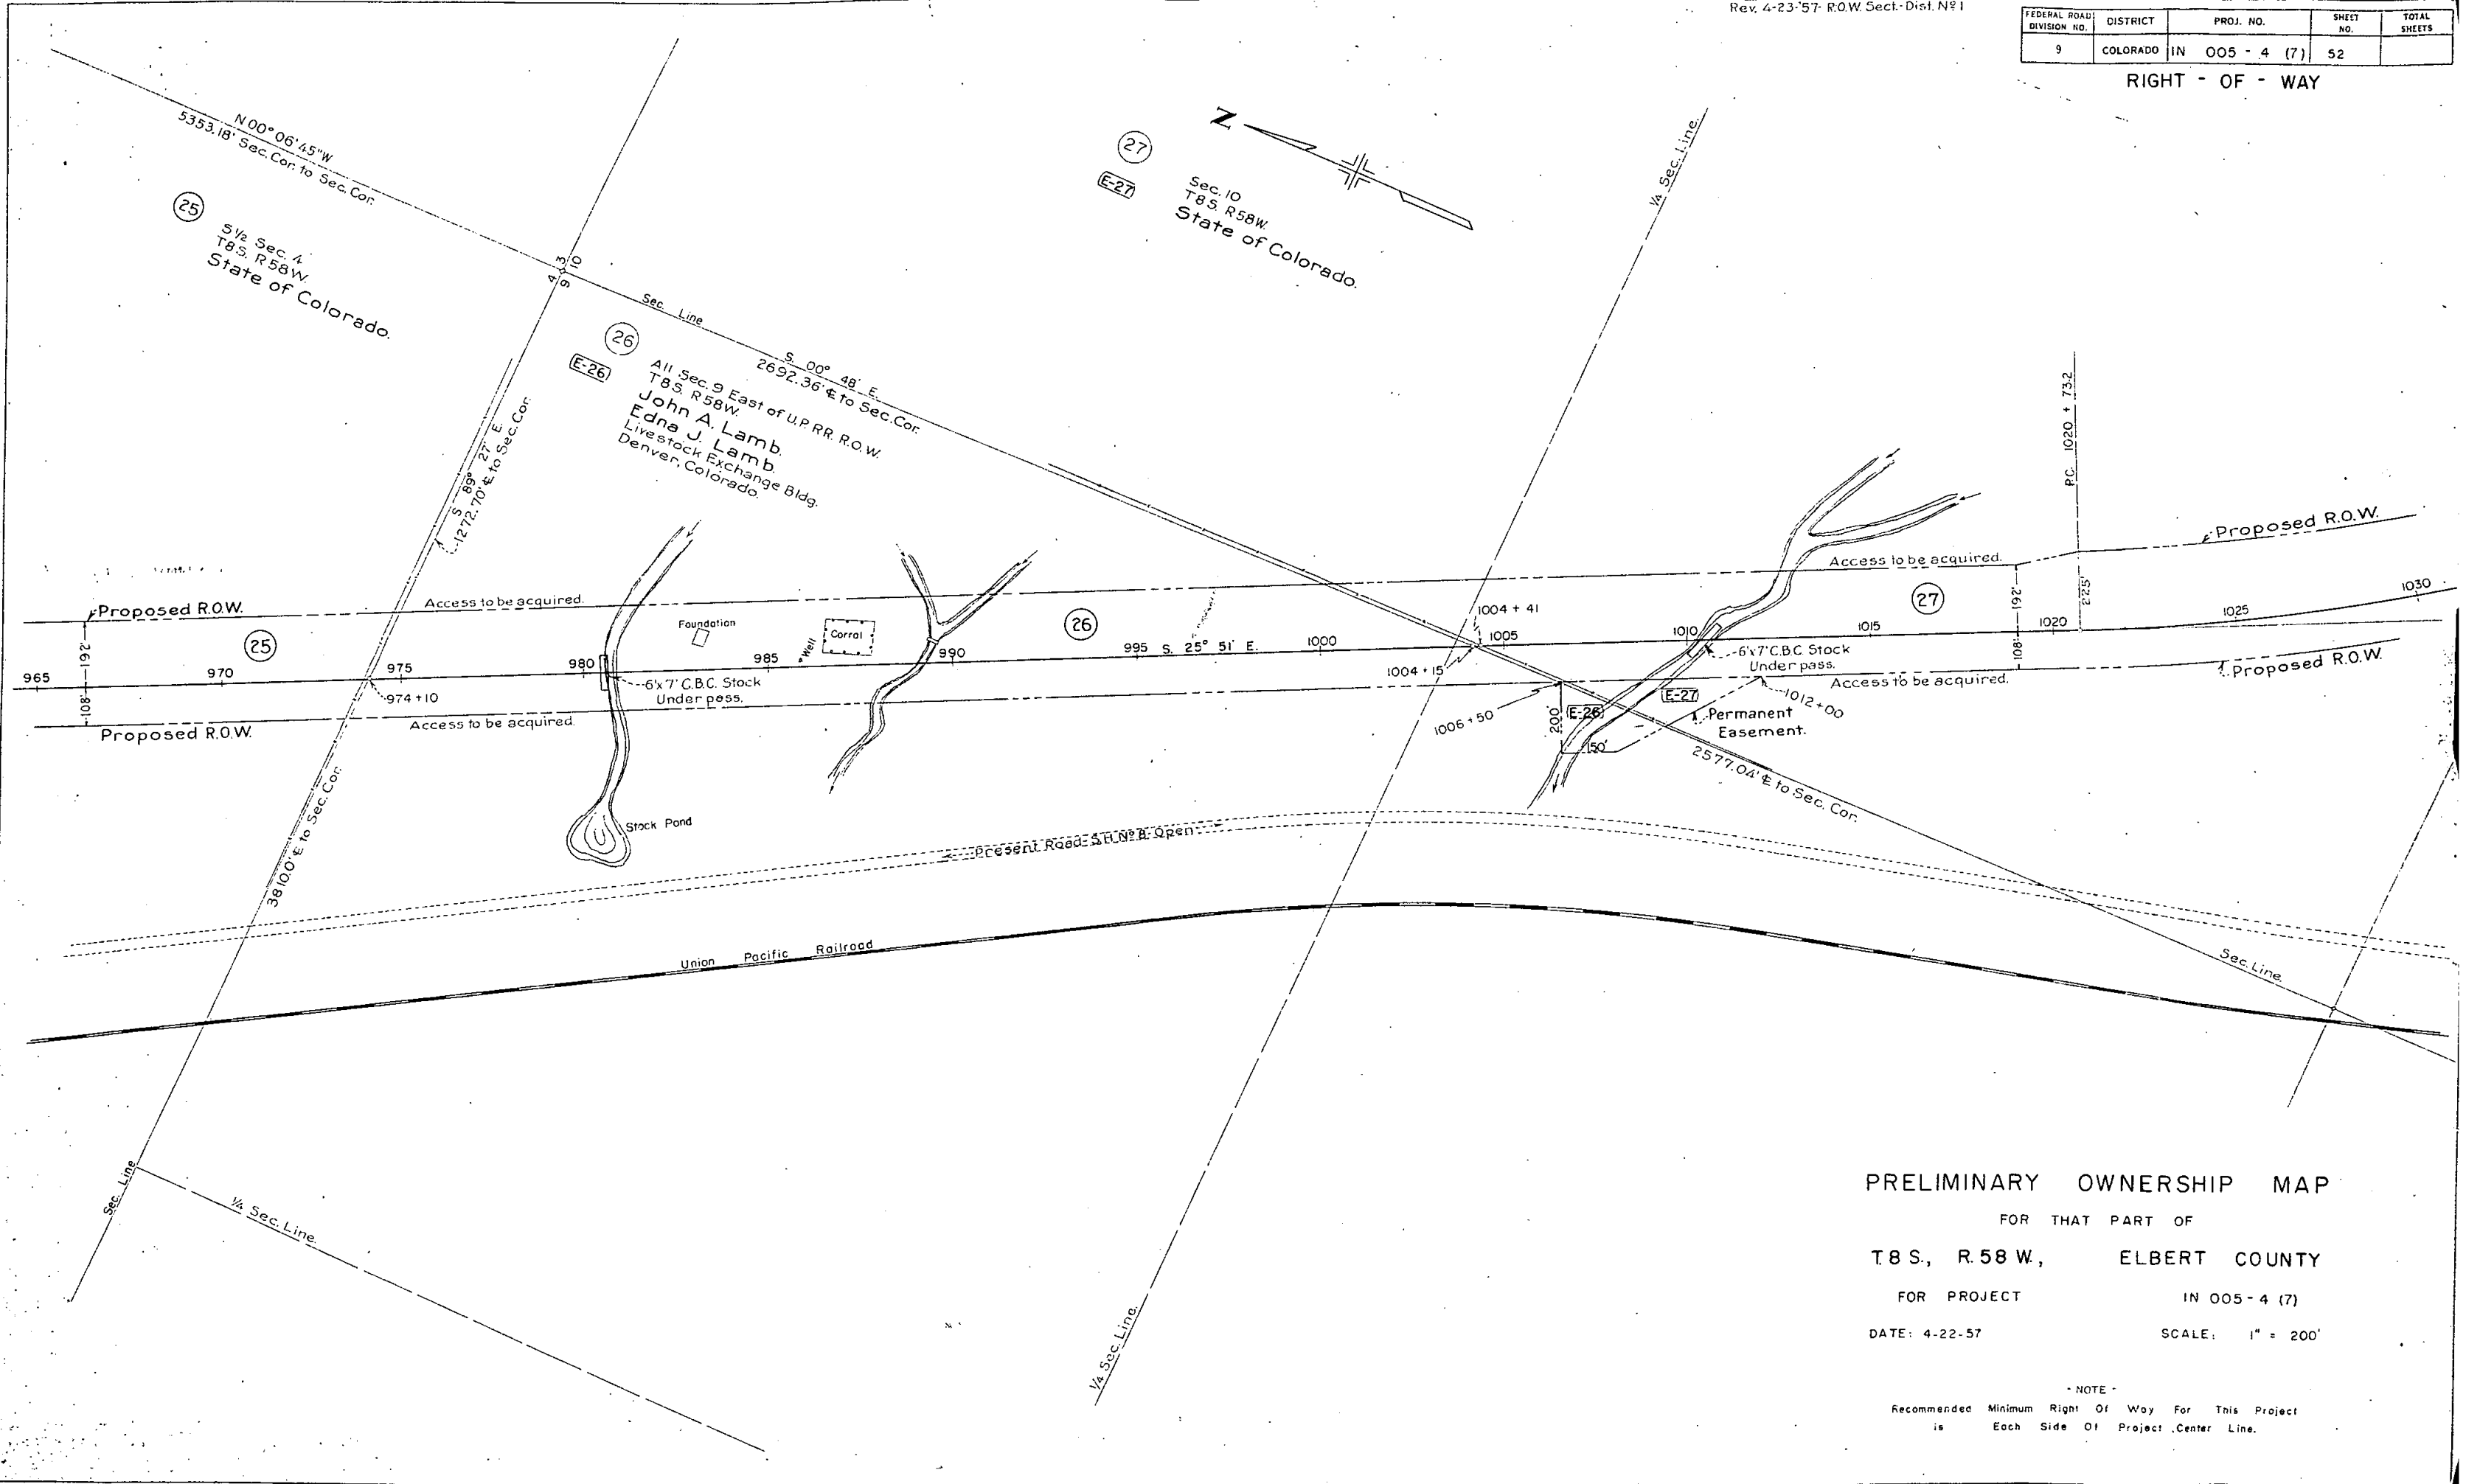 Rev. 4-23-'57- R.O.W. Sect.-Dist. Nº 1
FEDERAL ROAD DIVISION NO.
DISTRICT
PROJ. NO.
SHEET NO.
TOTAL SHEETS
9
COLORADO
IN 005 - 4 (7)
52
RIGHT - OF - WAY
N 00° 06' 45" W
5353.18' Sec. Cor. to Sec. Cor.
25
S 1/2 Sec. 4
T8S. R58W.
State of Colorado.
Z
27
E-27
Sec. 10
T8S. R58W.
State of Colorado.
1/4 Sec. Line.
4 3
9 10
Sec. Line
S. 00° 48' E.
2692.36' ℄ to Sec. Cor.
26
E-26
All Sec. 9 East of U.P. RR. R.O.W.
T8S. R58W.
John A. Lamb.
Edna J. Lamb.
Livestock Exchange Bldg.
Denver, Colorado.
S 89° 27' E.
1272.70' ℄ to Sec. Cor.
P.C. 1020 + 73.2
Proposed R.O.W.
Access to be acquired.
Proposed R.O.W.
Access to be acquired.
192'
25
Foundation
Well
Corral
26
1004 + 41
27
192'
225'
965
970
975
980
985
990
995
S. 25° 51' E.
1000
1005
1010
1015
1020
1025
1030
108'
974+10
6'x7' C.B.C. Stock
Under pass.
1004 + 15
6'x7' C.B.C. Stock
Under pass.
108'
Proposed R.O.W.
Access to be acquired.
Access to be acquired.
Proposed R.O.W.
1006 + 50
200'
E-26
E-27
1012+00
150'
Permanent
Easement.
2577.04' ℄ to Sec. Cor.
3810.0' ℄ to Sec. Cor.
Stock Pond
Present Road-S.H. Nº 8-Open
Union Pacific Railroad
Sec. Line
Sec. Line
1/4 Sec. Line.
1/4 Sec. Line.
PRELIMINARY OWNERSHIP MAP
FOR THAT PART OF
T. 8 S., R. 58 W., ELBERT COUNTY
FOR PROJECT IN 005 - 4 (7)
DATE: 4-22-57 SCALE: 1" = 200'
- NOTE -
Recommended Minimum Right Of Way For This Project
is Each Side Of Project Center Line.